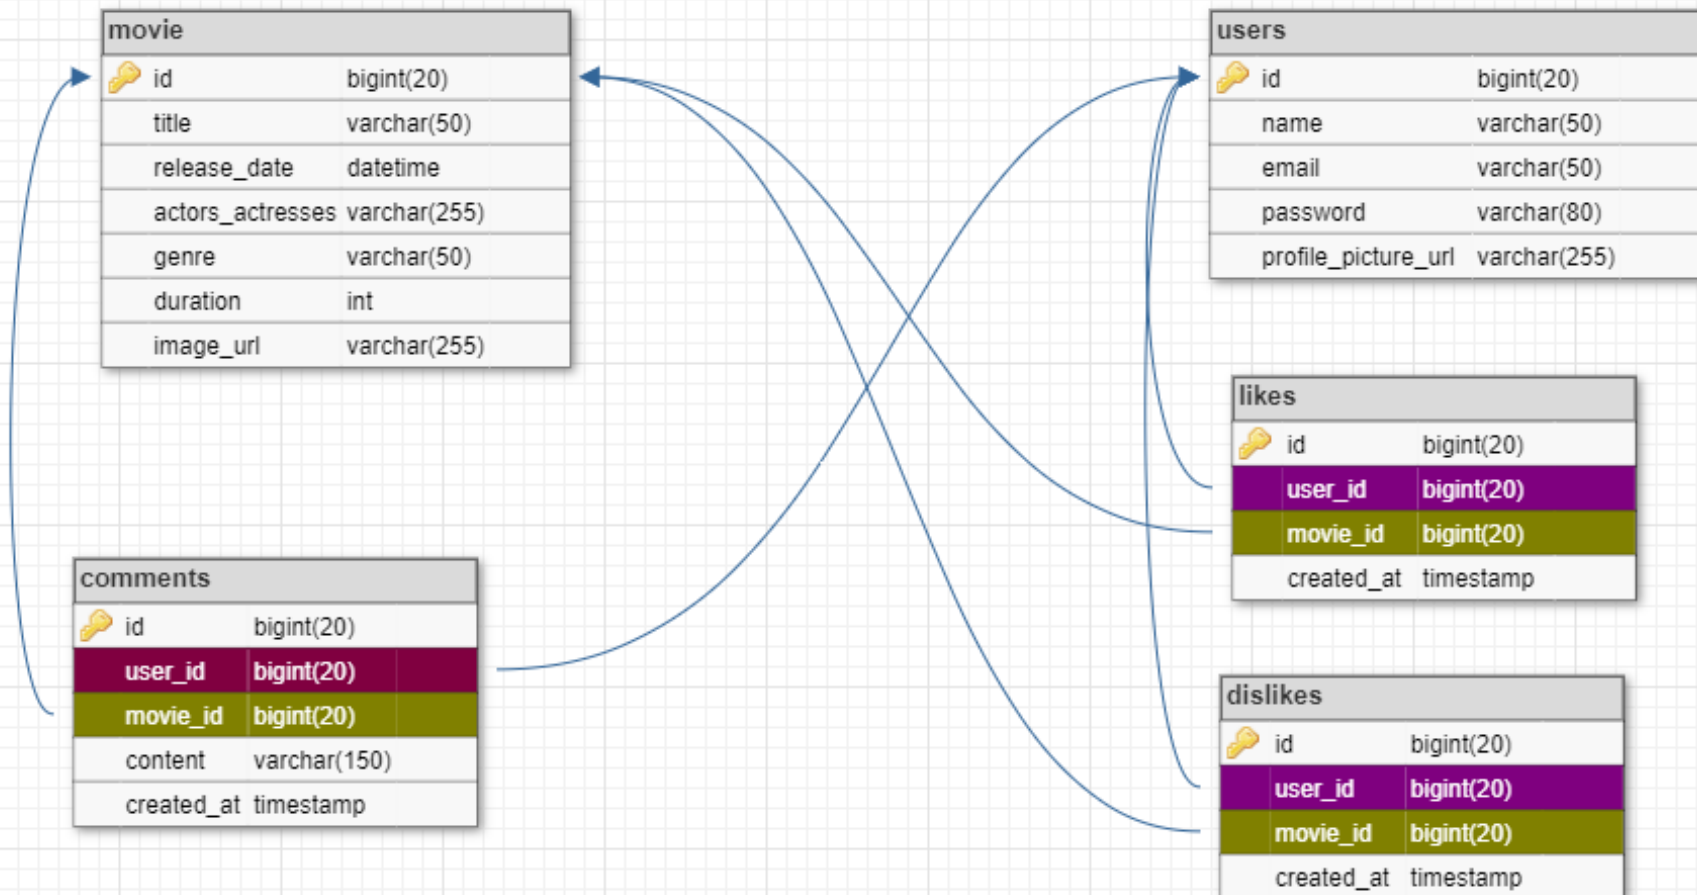 movie
id bigint(20)
title varchar(50)
release_date datetime
actors_actresses varchar(255)
genre varchar(50)
duration int
image_url varchar(255)
users
id bigint(20)
name varchar(50)
email varchar(50)
password varchar(80)
profile_picture_url varchar(255)
likes
id bigint(20)
user_id bigint(20)
movie_id bigint(20)
created_at timestamp
comments
id bigint(20)
user_id bigint(20)
movie_id bigint(20)
content varchar(150)
created_at timestamp
dislikes
id bigint(20)
user_id bigint(20)
movie_id bigint(20)
created_at timestamp